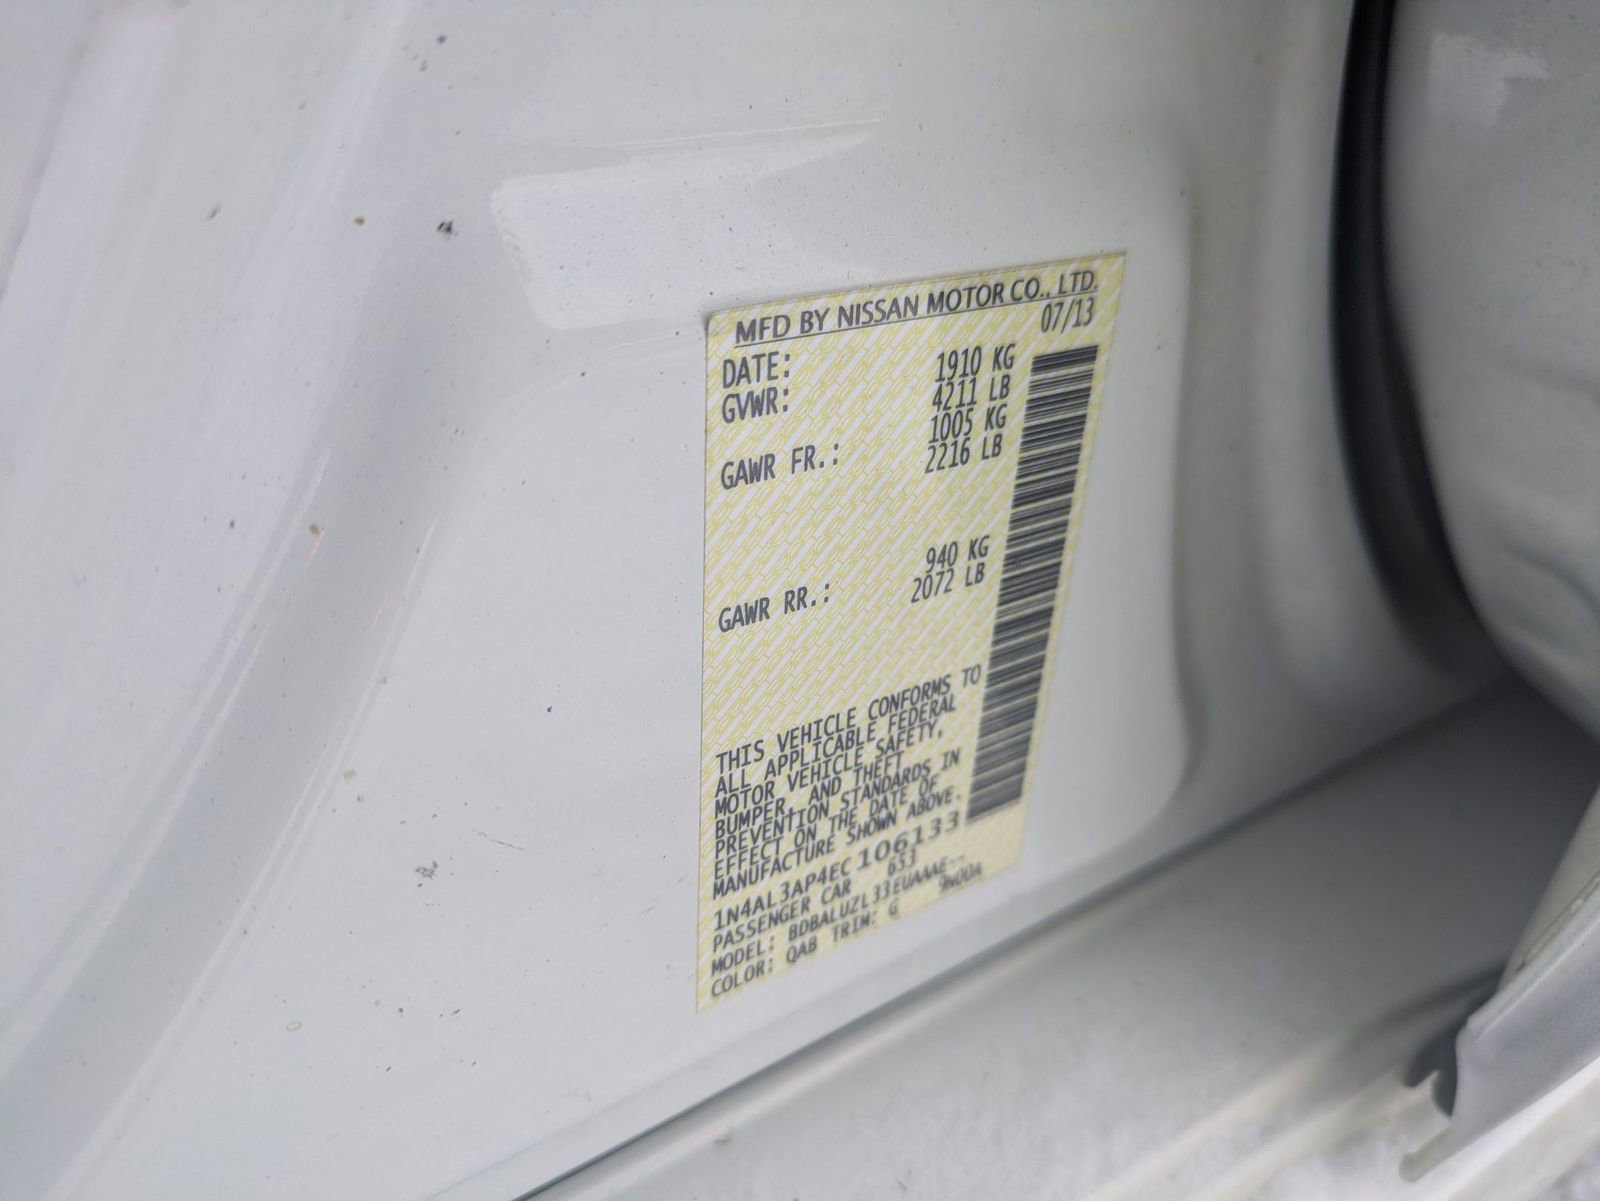 MFD BY NISSAN MOTOR CO., LTD.
DATE: 07/13
GVWR: 1910 KG
4211 LB
GAWR FR.: 1005 KG
2216 LB
GAWR RR.: 940 KG
2072 LB
THIS VEHICLE CONFORMS TO
ALL APPLICABLE FEDERAL
MOTOR VEHICLE SAFETY,
BUMPER, AND THEFT
PREVENTION STANDARDS IN
EFFECT ON THE DATE OF
MANUFACTURE SHOWN ABOVE.
1N4AL3AP4EC106133
PASSENGER CAR 653
MODEL: BDBALUZL33EUAAAE--
COLOR: QAB TRIM: G 9N00A